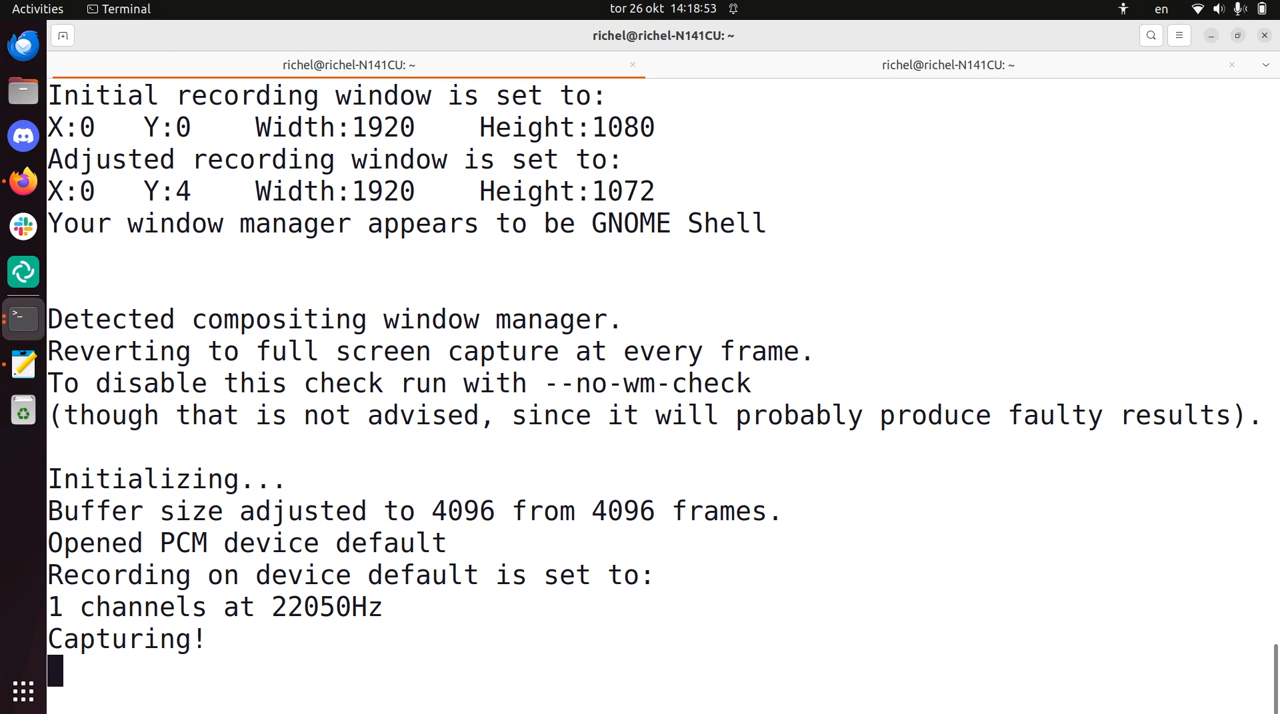 Activities
Terminal
tor 26 okt 14:18:53
en
richel@richel-N141CU: ~
richel@richel-N141CU: ~
richel@richel-N141CU: ~
Initial recording window is set to:
X:0   Y:0    Width:1920    Height:1080
Adjusted recording window is set to:
X:0   Y:4    Width:1920    Height:1072
Your window manager appears to be GNOME Shell
Detected compositing window manager.
Reverting to full screen capture at every frame.
To disable this check run with --no-wm-check
(though that is not advised, since it will probably produce faulty results).
Initializing...
Buffer size adjusted to 4096 from 4096 frames.
Opened PCM device default
Recording on device default is set to:
1 channels at 22050Hz
Capturing!